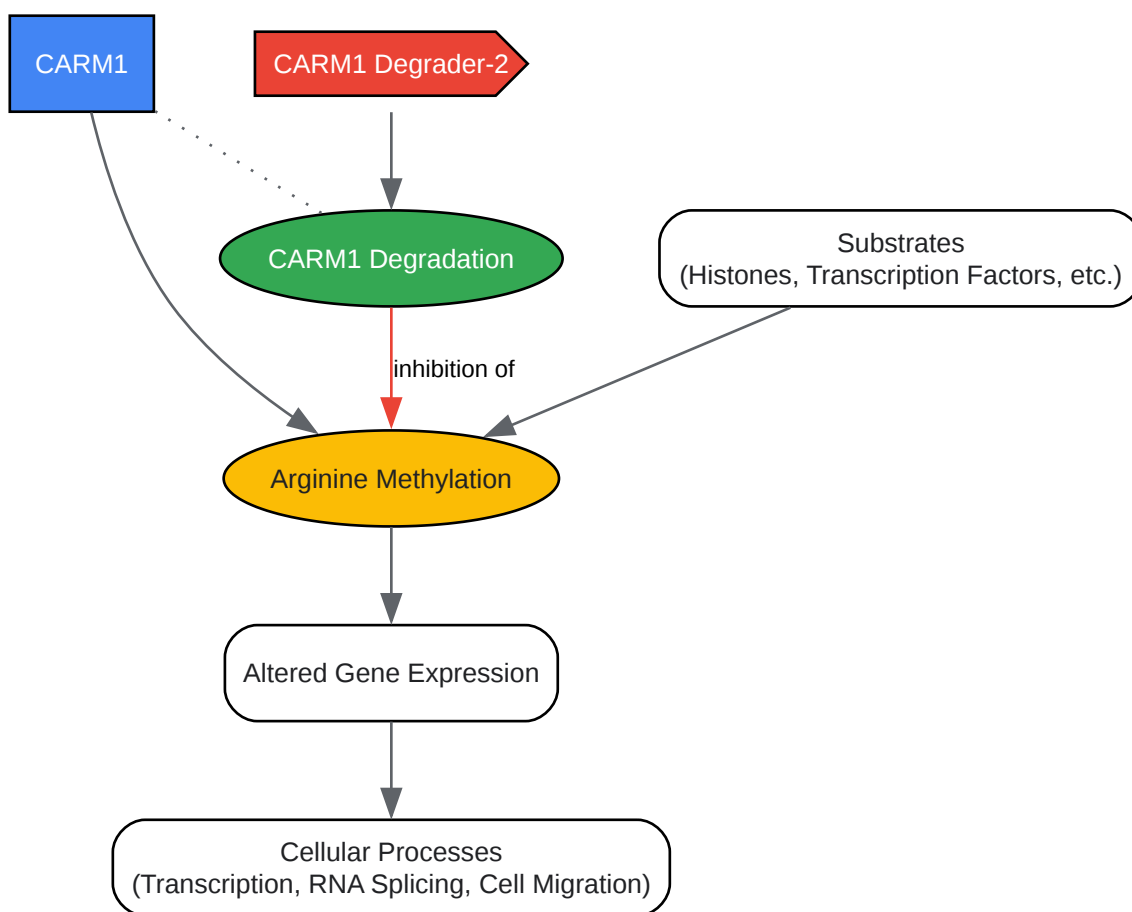 CARM1
CARM1 Degrader-2
CARM1 Degradation
Substrates
(Histones, Transcription Factors, etc.)
inhibition of
Arginine Methylation
Altered Gene Expression
Cellular Processes
(Transcription, RNA Splicing, Cell Migration)